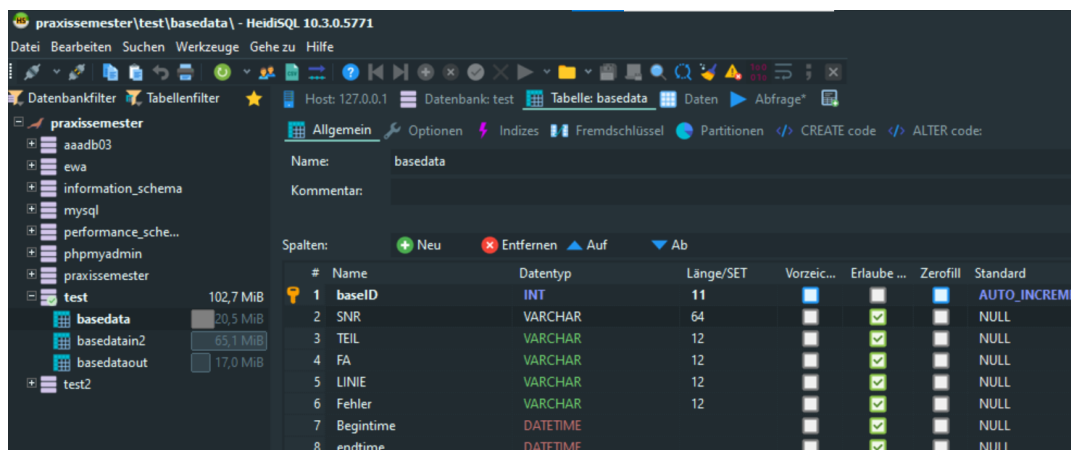 praxissemester\test\basedata\ - HeidiSQL 10.3.0.5771
Datei Bearbeiten Suchen Werkzeuge Gehe zu Hilfe
Datenbankfilter Tabellenfilter
Host: 127.0.0.1 Datenbank: test Tabelle: basedata Daten Abfrage*
praxissemester
aaadb03
ewa
information_schema
mysql
performance_sche...
phpmyadmin
praxissemester
test 102,7 MiB
basedata 20,5 MiB
basedatain2 65,1 MiB
basedataout 17,0 MiB
test2
Allgemein Optionen Indizes Fremdschlüssel Partitionen CREATE code ALTER code:
Name: basedata
Kommentar:
Spalten: Neu Entfernen Auf Ab
# Name Datentyp Länge/SET Vorzeic... Erlaube ... Zerofill Standard
1 baseID INT 11 AUTO_INCREM
2 SNR VARCHAR 64 NULL
3 TEIL VARCHAR 12 NULL
4 FA VARCHAR 12 NULL
5 LINIE VARCHAR 12 NULL
6 Fehler VARCHAR 12 NULL
7 Begintime DATETIME NULL
8 endtime DATETIME NULL